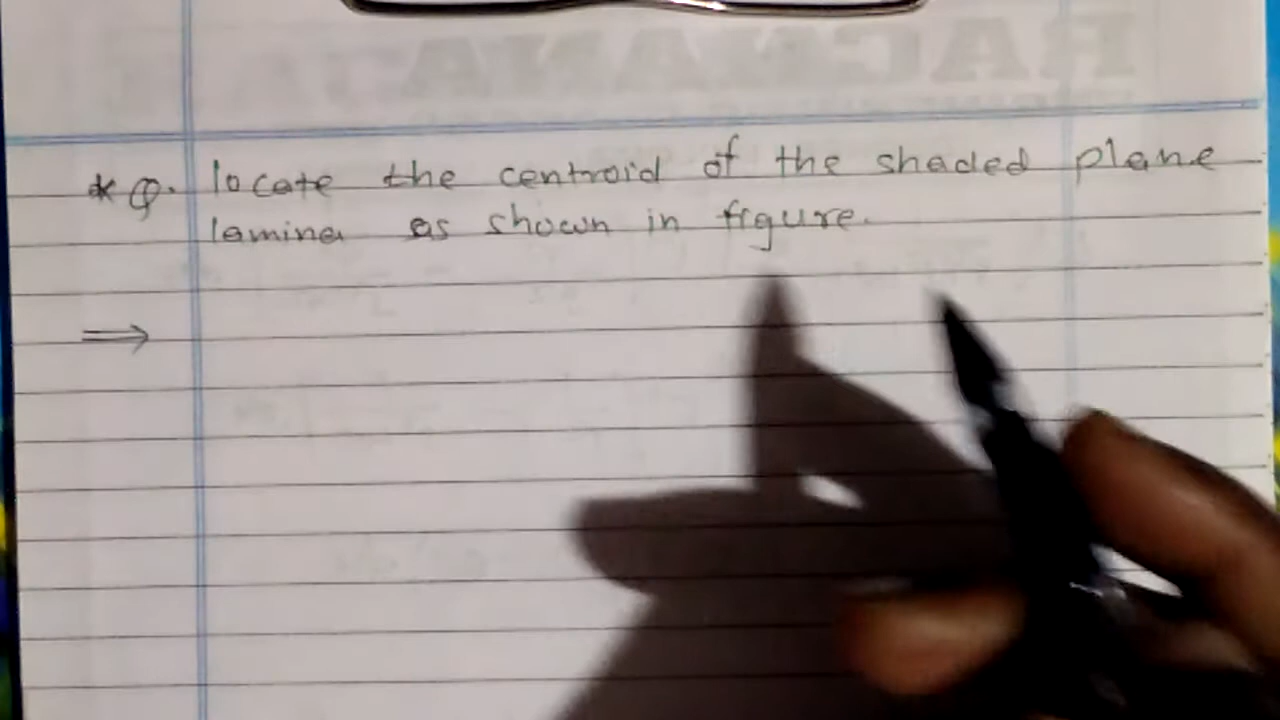 * Q. locate the centroid of the shaded plane
lamina as shown in figure.
⇒